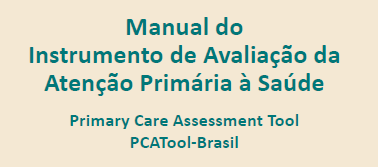 Manual do
Instrumento de Avaliação da
Atenção Primária à Saúde
Primary Care Assessment Tool
PCATool-Brasil